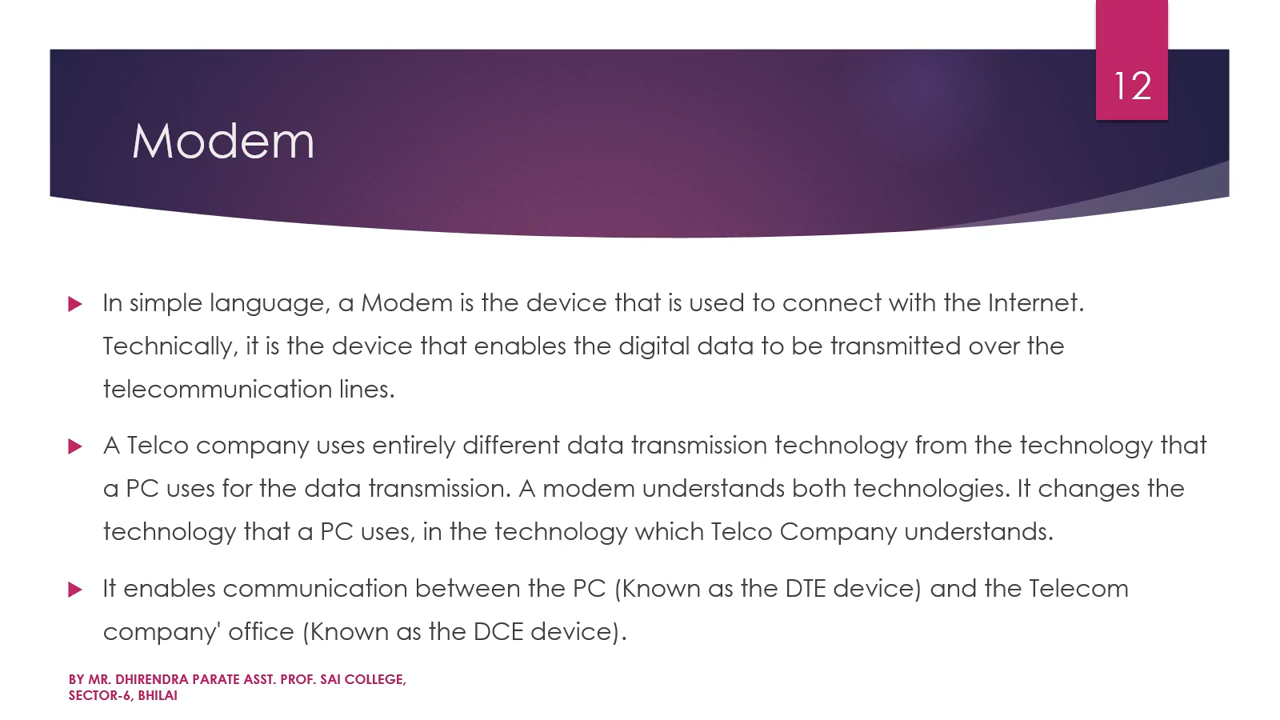 12
Modem
In simple language, a Modem is the device that is used to connect with the Internet.
Technically, it is the device that enables the digital data to be transmitted over the
telecommunication lines.
A Telco company uses entirely different data transmission technology from the technology that
a PC uses for the data transmission. A modem understands both technologies. It changes the
technology that a PC uses, in the technology which Telco Company understands.
It enables communication between the PC (Known as the DTE device) and the Telecom
company' office (Known as the DCE device).
BY MR. DHIRENDRA PARATE ASST. PROF. SAI COLLEGE,
SECTOR-6, BHILAI